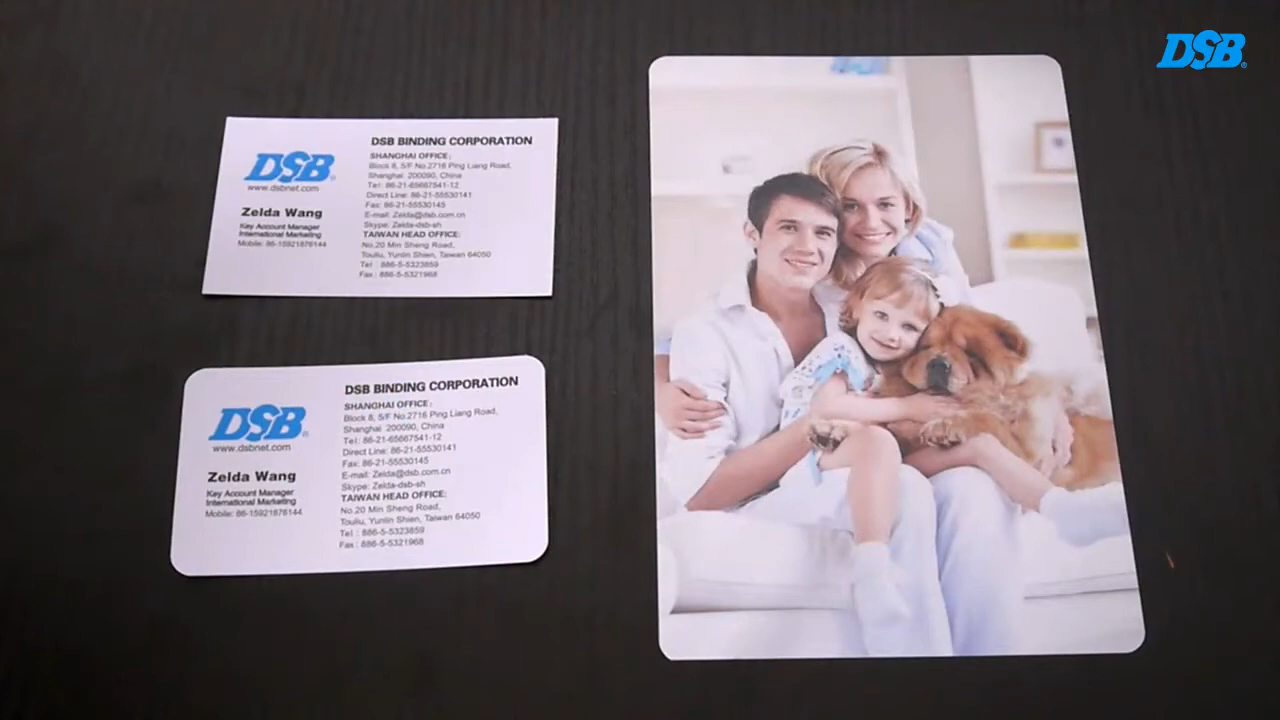 DSB®
DSB®
www.dsbnet.com
Zelda Wang
Key Account Manager
International Marketing
Mobile: 86-15921876144
DSB BINDING CORPORATION
SHANGHAI OFFICE:
Block 8, 5/F No.2716 Ping Liang Road,
Shanghai 200090, China
Tel: 86-21-65667541-12
Direct Line: 86-21-55530141
Fax: 86-21-55530145
E-mail: Zelda@dsb.com.cn
Skype: Zelda-dsb-sh
TAIWAN HEAD OFFICE:
No.20 Min Sheng Road,
Touliu, Yunlin Shien, Taiwan 64050
Tel : 886-5-5323859
Fax : 886-5-5321968
DSB®
www.dsbnet.com
Zelda Wang
Key Account Manager
International Marketing
Mobile: 86-15921876144
DSB BINDING CORPORATION
SHANGHAI OFFICE:
Block 8, 5/F No.2716 Ping Liang Road,
Shanghai 200090, China
Tel: 86-21-65667541-12
Direct Line: 86-21-55530141
Fax: 86-21-55530145
E-mail: Zelda@dsb.com.cn
Skype: Zelda-dsb-sh
TAIWAN HEAD OFFICE:
No.20 Min Sheng Road,
Touliu, Yunlin Shien, Taiwan 64050
Tel : 886-5-5323859
Fax : 886-5-5321968